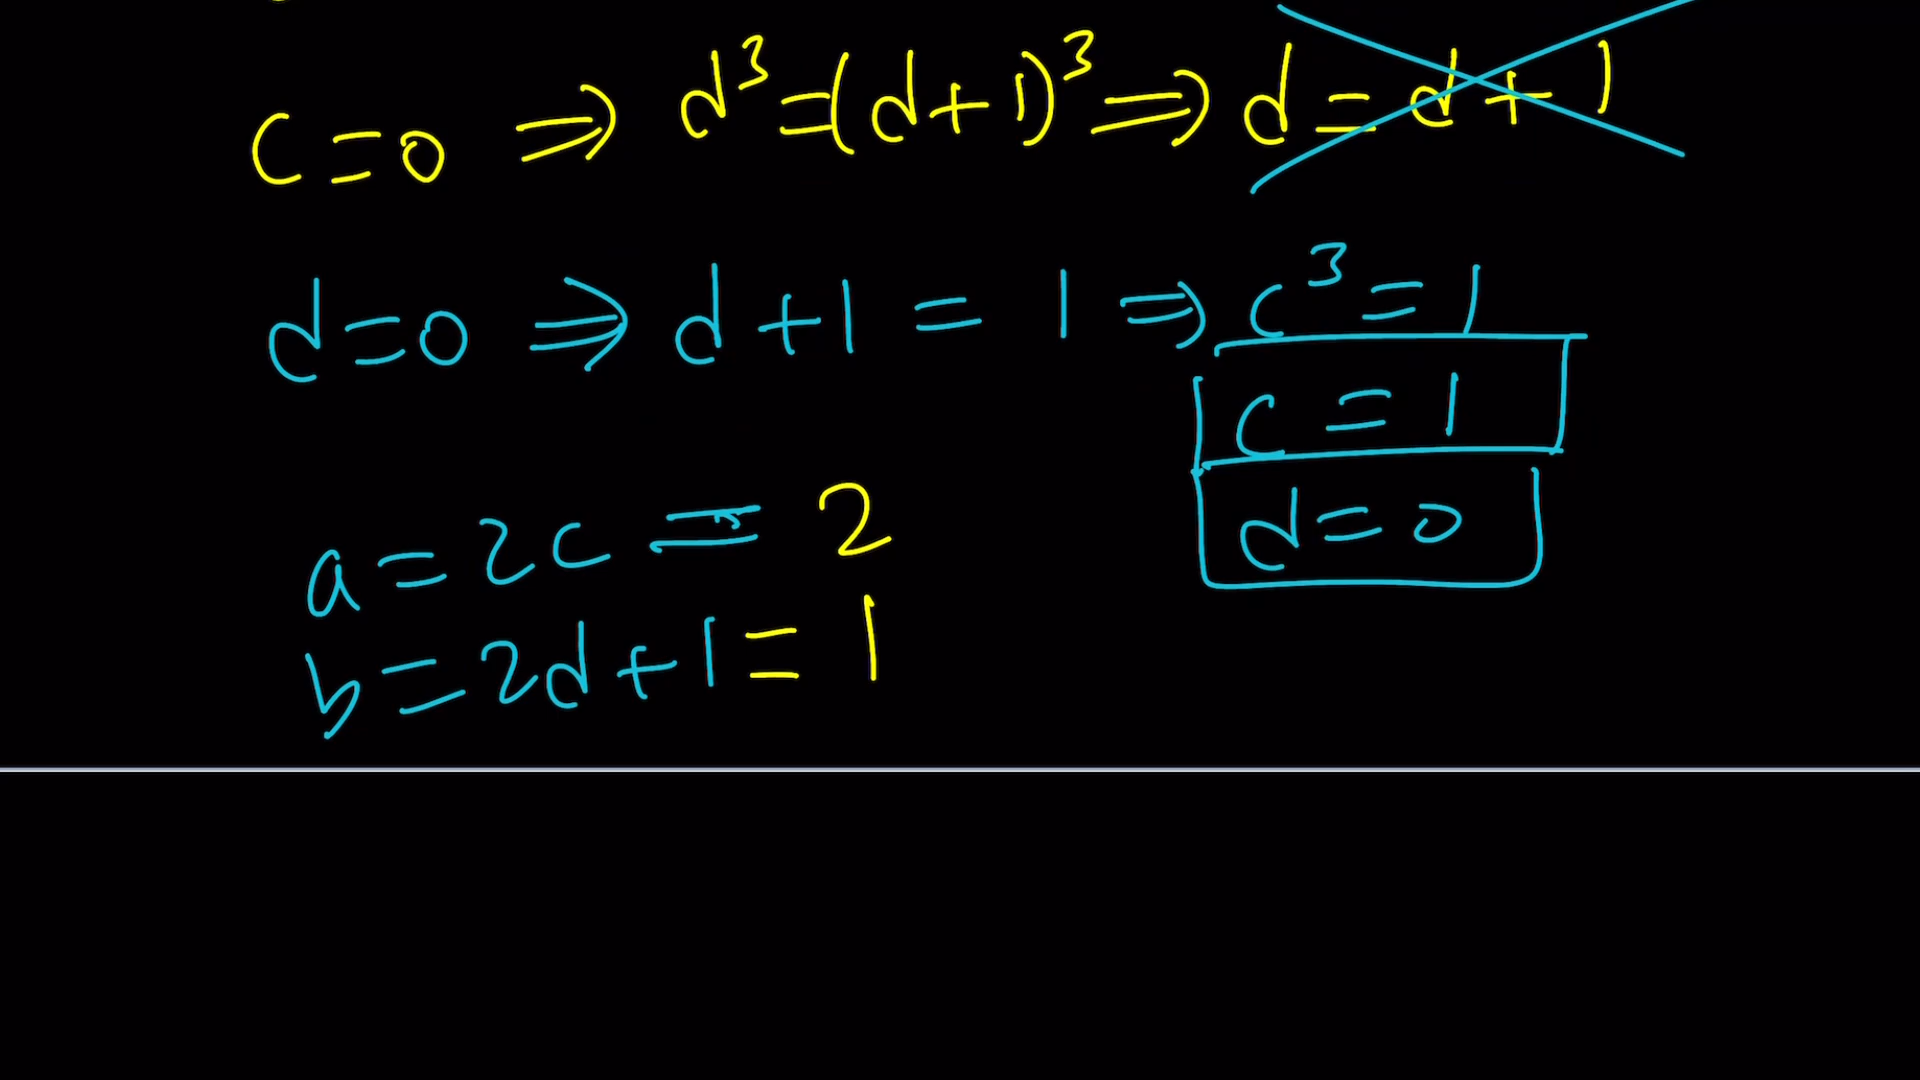 c=0 ⇒ d³=(d+1)³ ⇒ d=d+1
d=0 ⇒ d+1=1 ⇒ c³=1
c=1
d=0
a=2c=2
b=2d+1=1